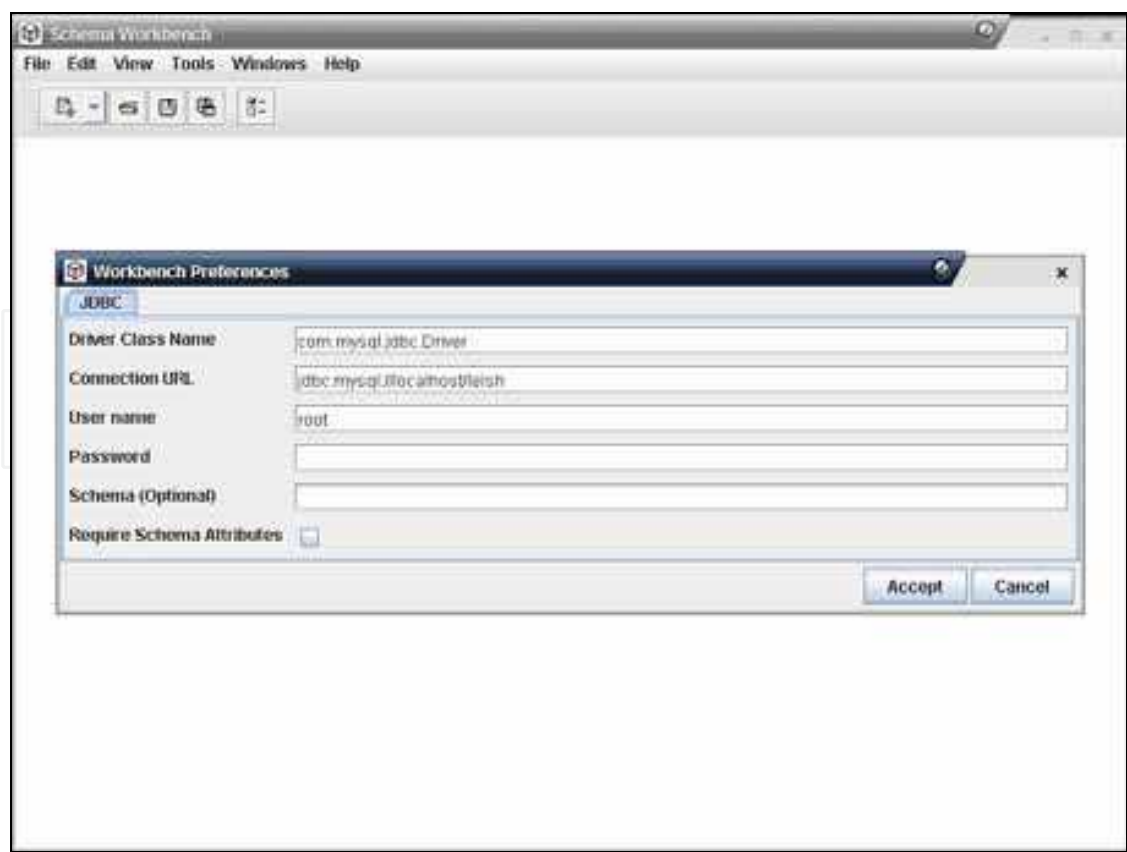 Schema Workbench
File Edit View Tools Windows Help
Workbench Preferences
JDBC
Driver Class Name com.mysql.jdbc.Driver
Connection URL jdbc:mysql://localhost/leish
User name root
Password
Schema (Optional)
Require Schema Attributes
Accept Cancel